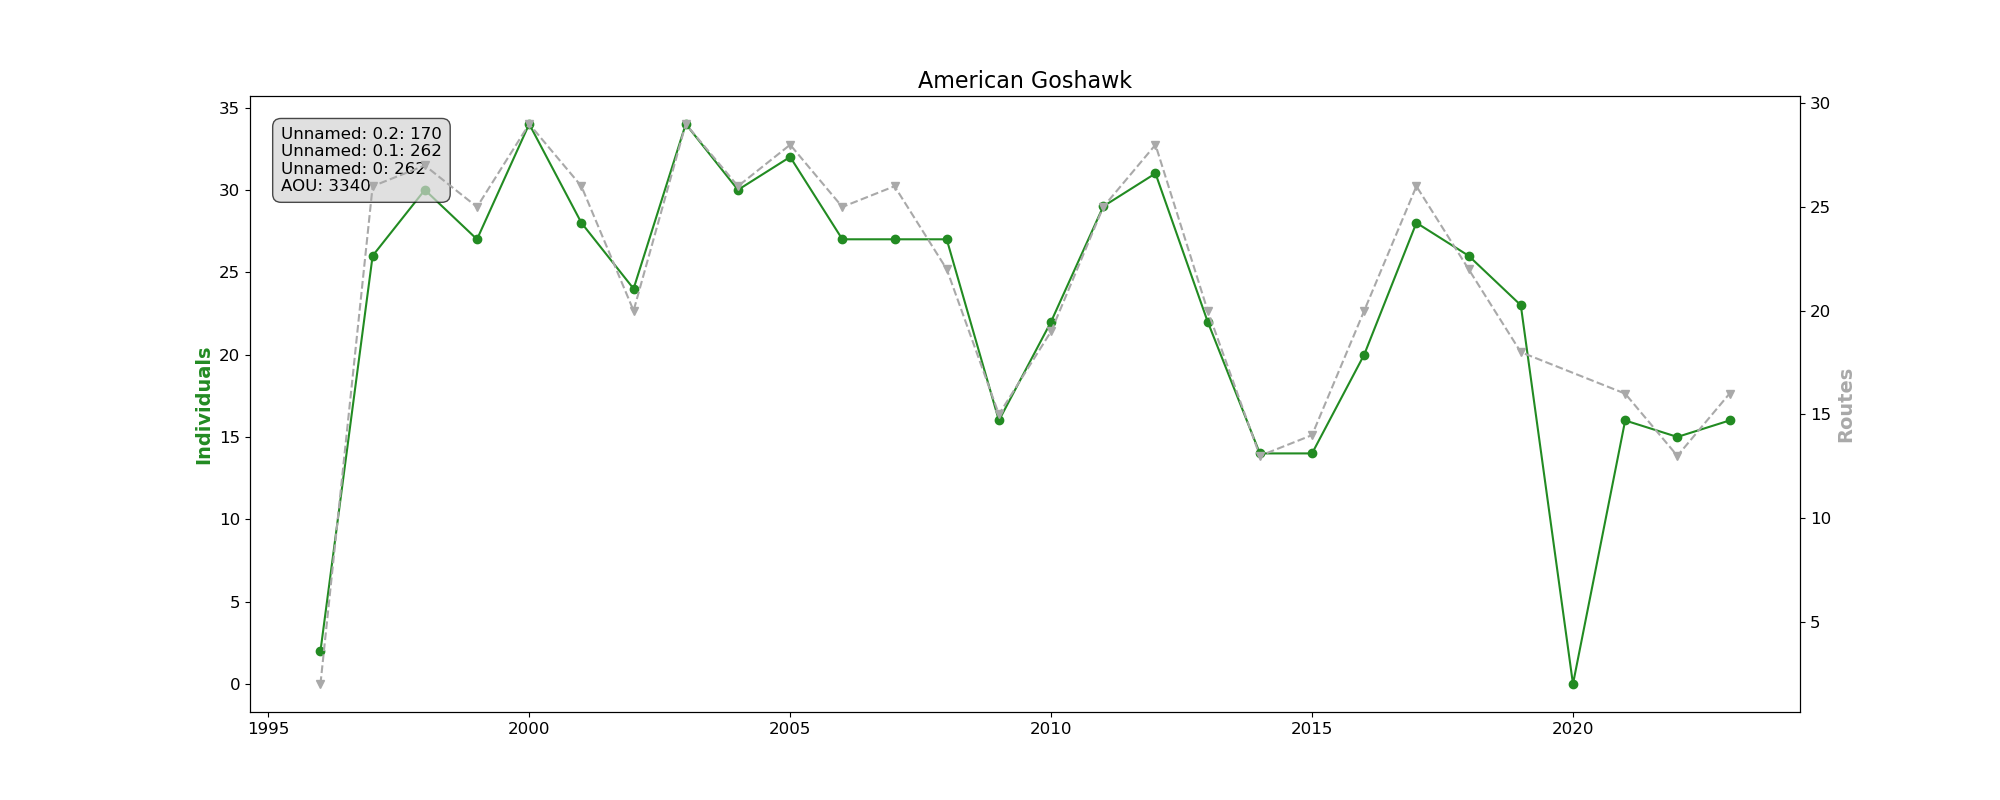 American Goshawk
35
30
25
20
15
10
5
0
Individuals
Unnamed: 0.2: 170
Unnamed: 0.1: 262
Unnamed: 0: 262
AOU: 3340
30
25
20
15
10
5
Routes
1995 2000 2005 2010 2015 2020